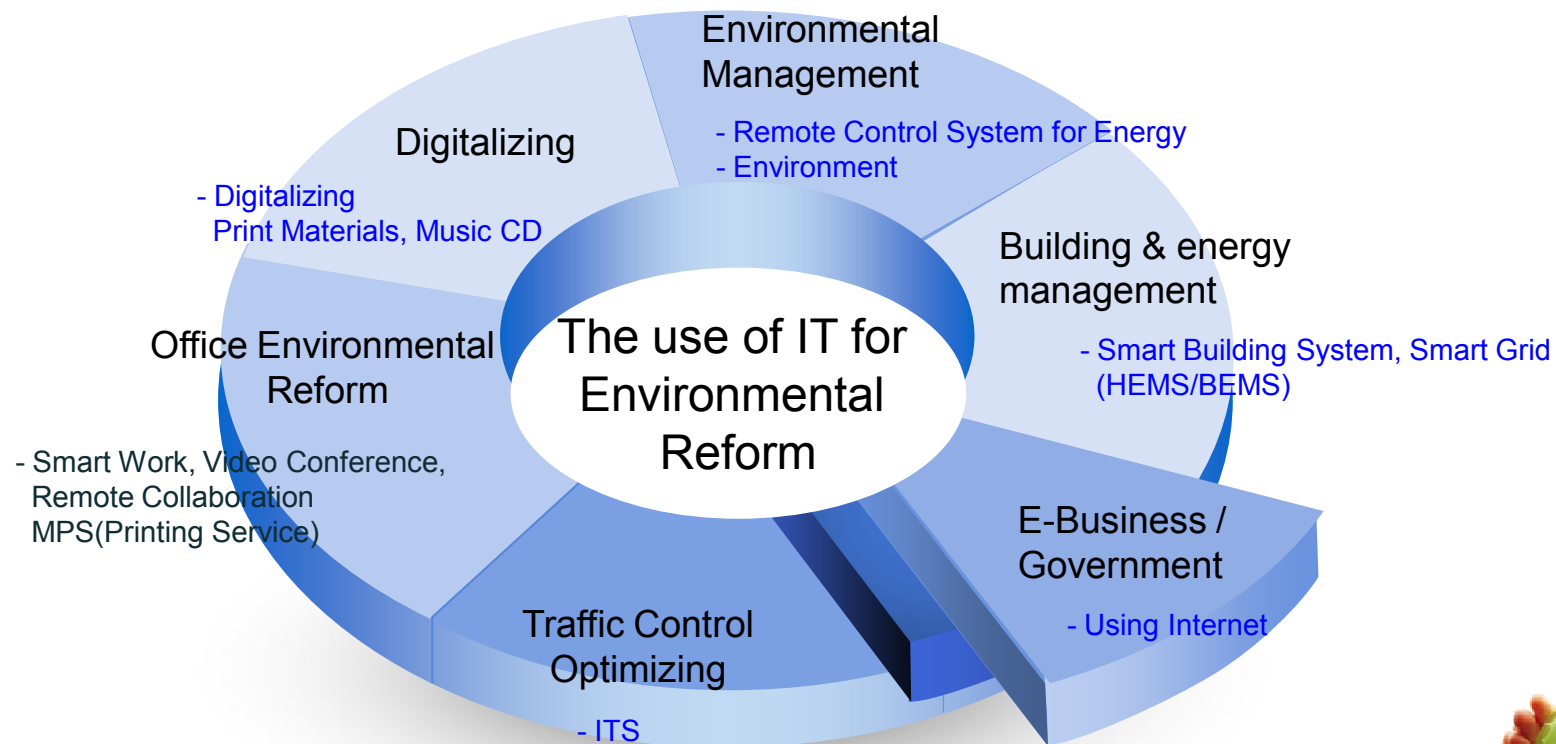 Environmental
Management
- Remote Control System for Energy
- Environment
Digitalizing
- Digitalizing
Print Materials, Music CD
Building & energy
management
- Smart Building System, Smart Grid
(HEMS/BEMS)
Office Environmental
Reform
- Smart Work, Video Conference,
Remote Collaboration
MPS(Printing Service)
The use of IT for
Environmental
Reform
E-Business /
Government
- Using Internet
Traffic Control
Optimizing
- ITS